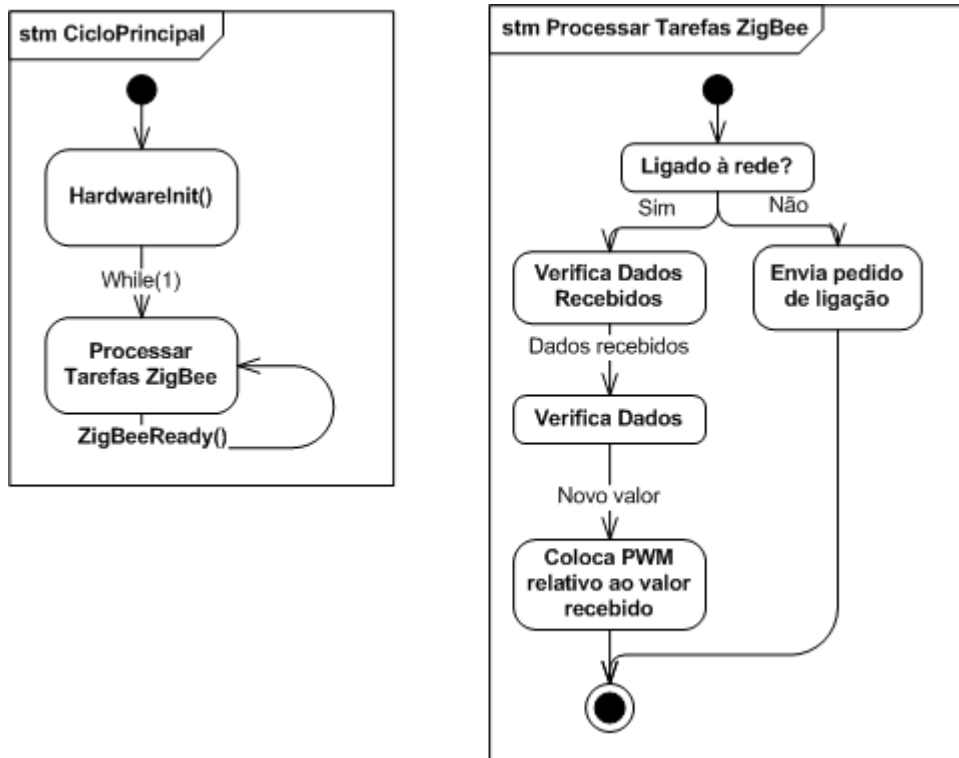 stm CicloPrincipal
HardwareInit()
While(1)
Processar
Tarefas ZigBee
ZigBeeReady()
stm Processar Tarefas ZigBee
Ligado à rede?
Sim
Não
Verifica Dados
Recebidos
Envia pedido
de ligação
Dados recebidos
Verifica Dados
Novo valor
Coloca PWM
relativo ao valor
recebido